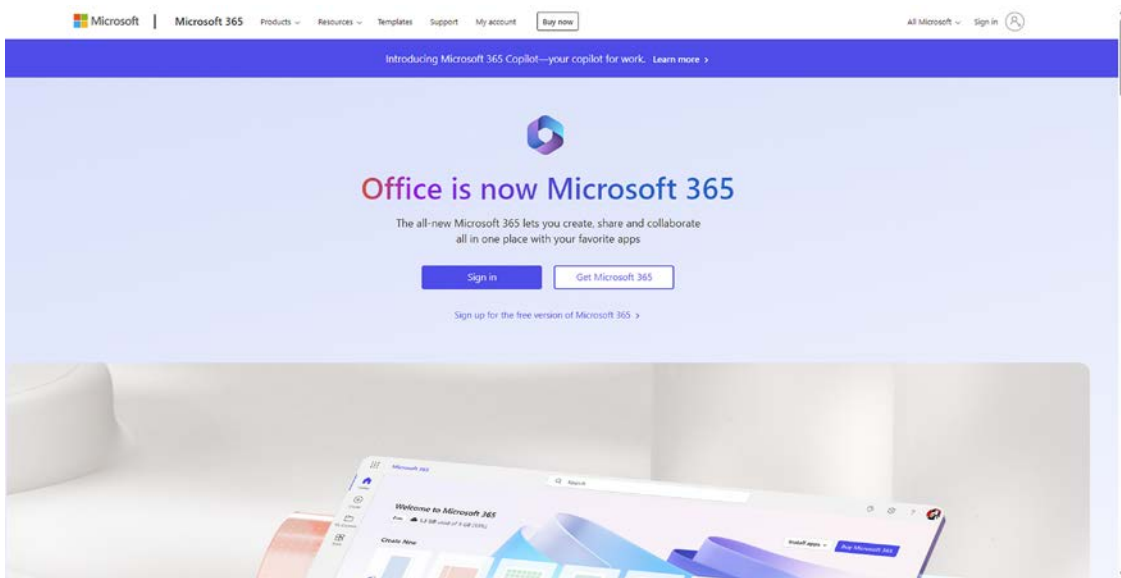 Microsoft
Microsoft 365 Products Resources Templates Support My account Buy now
All Microsoft Sign in
Introducing Microsoft 365 Copilot—your copilot for work. Learn more >
Office is now Microsoft 365
The all-new Microsoft 365 lets you create, share and collaborate
all in one place with your favorite apps
Sign in
Get Microsoft 365
Sign up for the free version of Microsoft 365 >
Microsoft 365
Search
Welcome to Microsoft 365
Install apps
Buy Microsoft 365
Create New